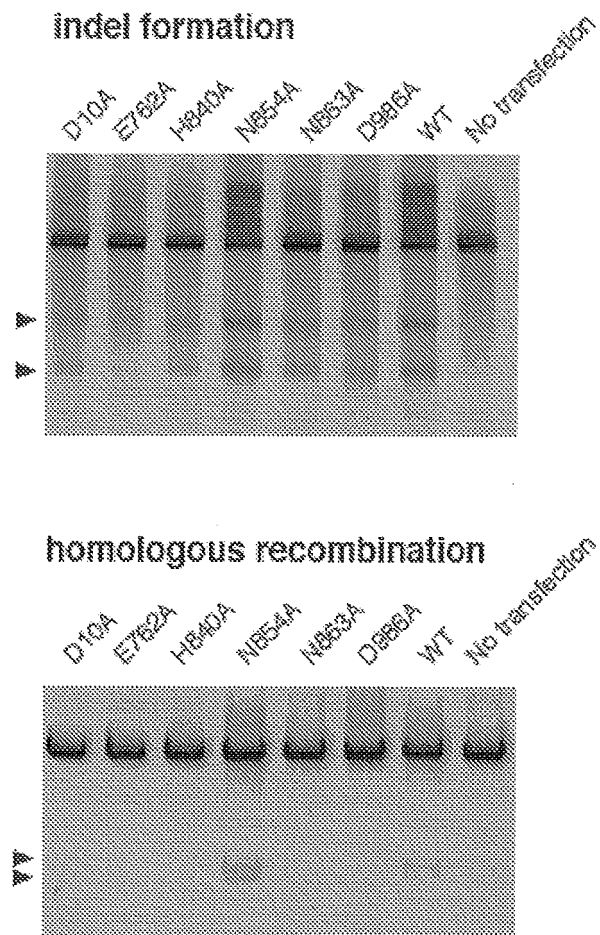 indel formation
D10A E762A H840A N854A N863A D986A WT No transfection
homologous recombination
D10A E762A H840A N854A N863A D986A WT No transfection